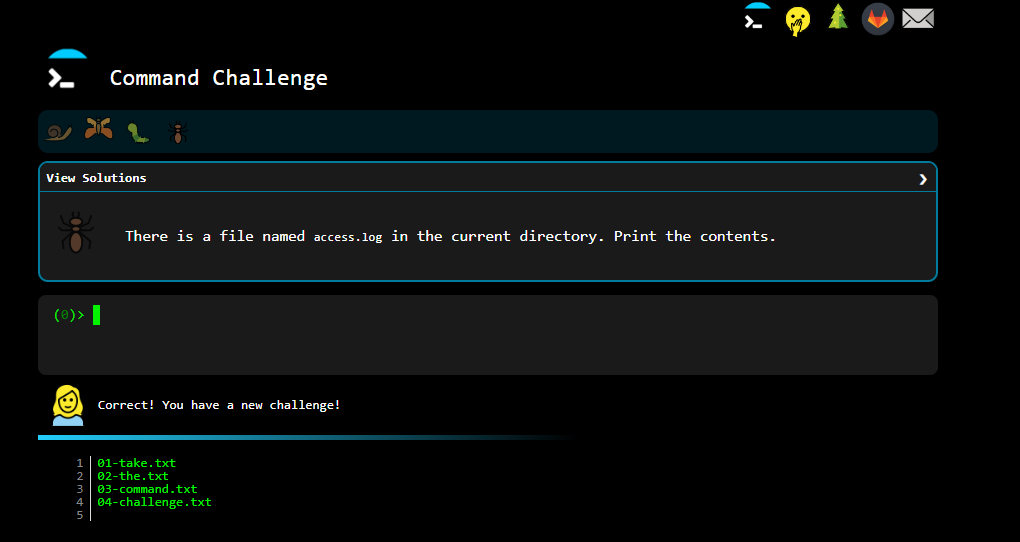 Command Challenge
View Solutions
There is a file named access.log in the current directory. Print the contents.
(0)>
Correct! You have a new challenge!
1 01-take.txt
2 02-the.txt
3 03-command.txt
4 04-challenge.txt
5